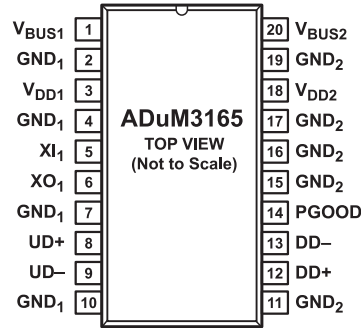 VBUS1 1 20 VBUS2
GND1 2 19 GND2
VDD1 3 18 VDD2
GND1 4 17 GND2
XI1 5 16 GND2
XO1 6 15 GND2
GND1 7 14 PGOOD
UD+ 8 13 DD–
UD– 9 12 DD+
GND1 10 11 GND2
ADuM3165
TOP VIEW
(Not to Scale)